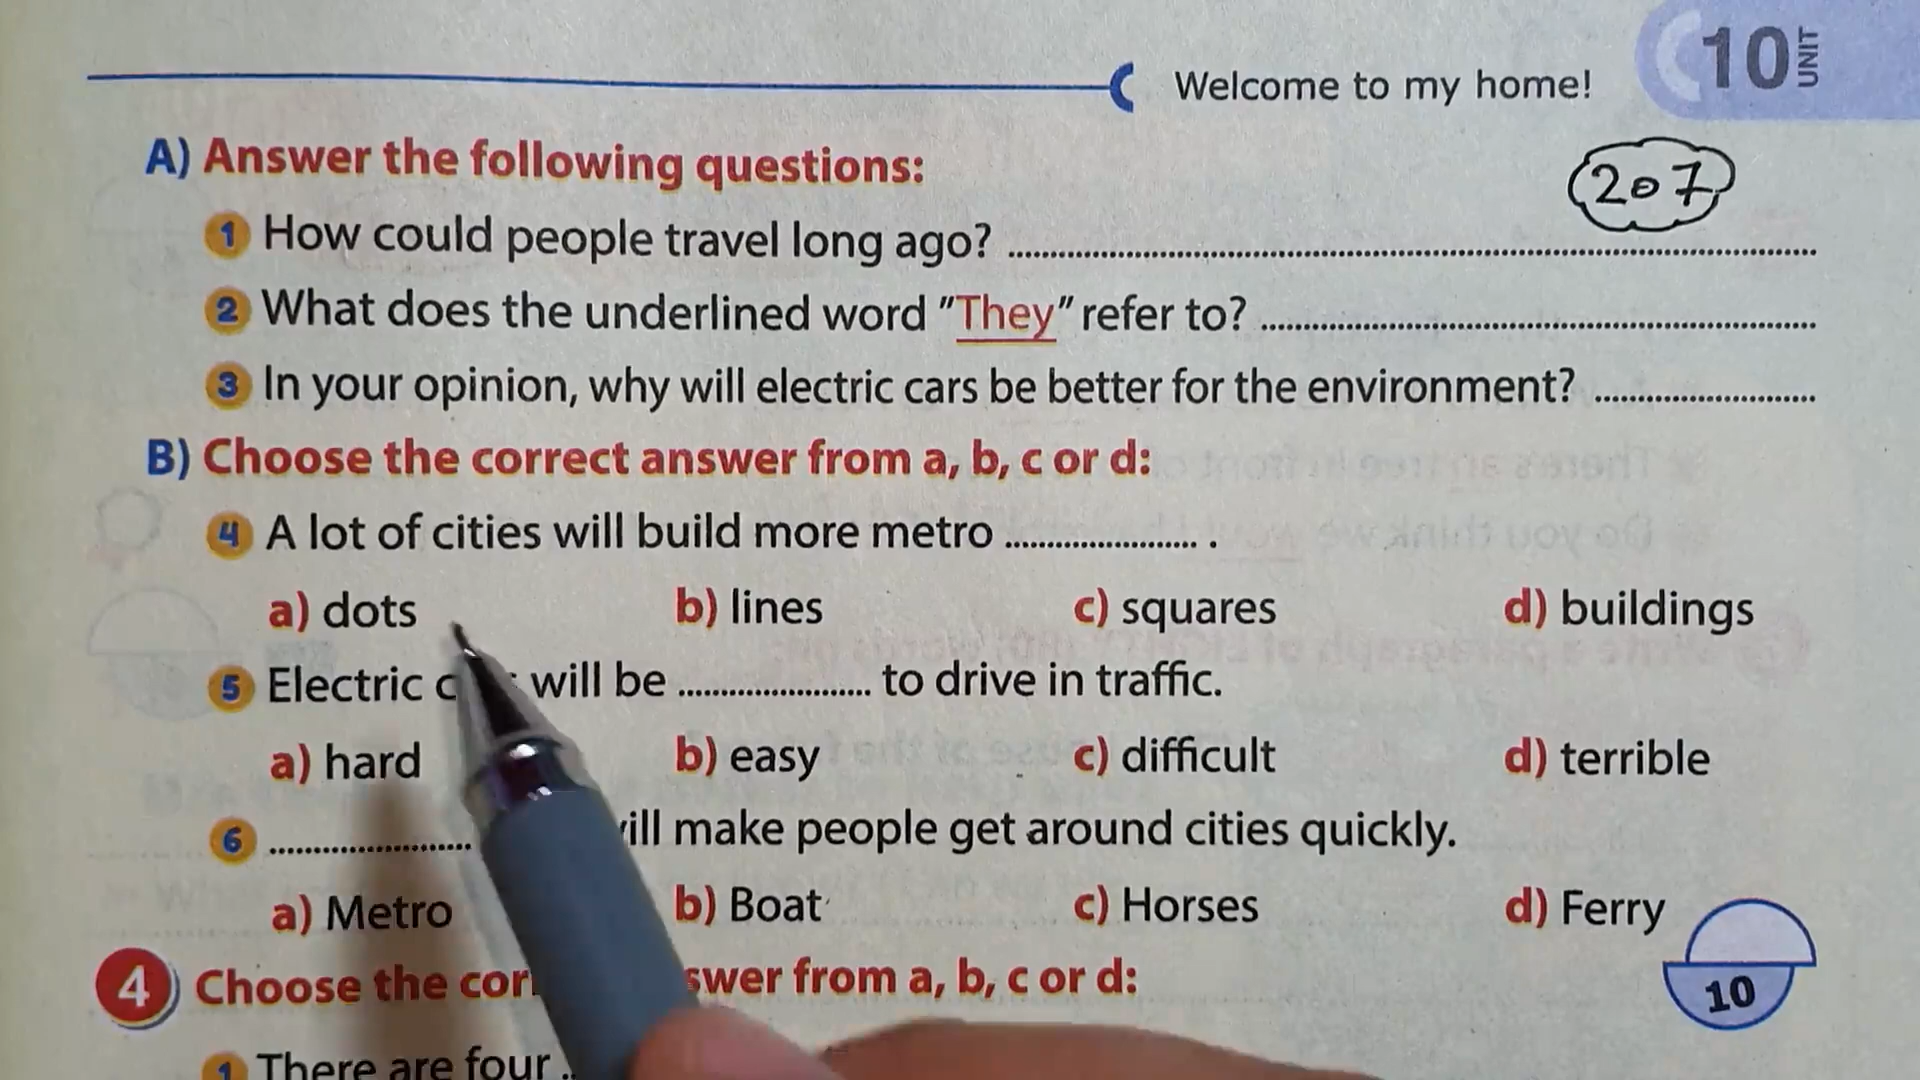 Welcome to my home!
10 UNIT
207
A) Answer the following questions:
1 How could people travel long ago? ........................
2 What does the underlined word "They" refer to? ........................
3 In your opinion, why will electric cars be better for the environment? ........................
B) Choose the correct answer from a, b, c or d:
4 A lot of cities will build more metro ........................ .
a) dots b) lines c) squares d) buildings
5 Electric will be ........................ to drive in traffic.
a) hard b) easy c) difficult d) terrible
6 ........................ will make people get around cities quickly.
a) Metro b) Boat c) Horses d) Ferry
10
4 Choose the answer from a, b, c or d:
1 There are four ..